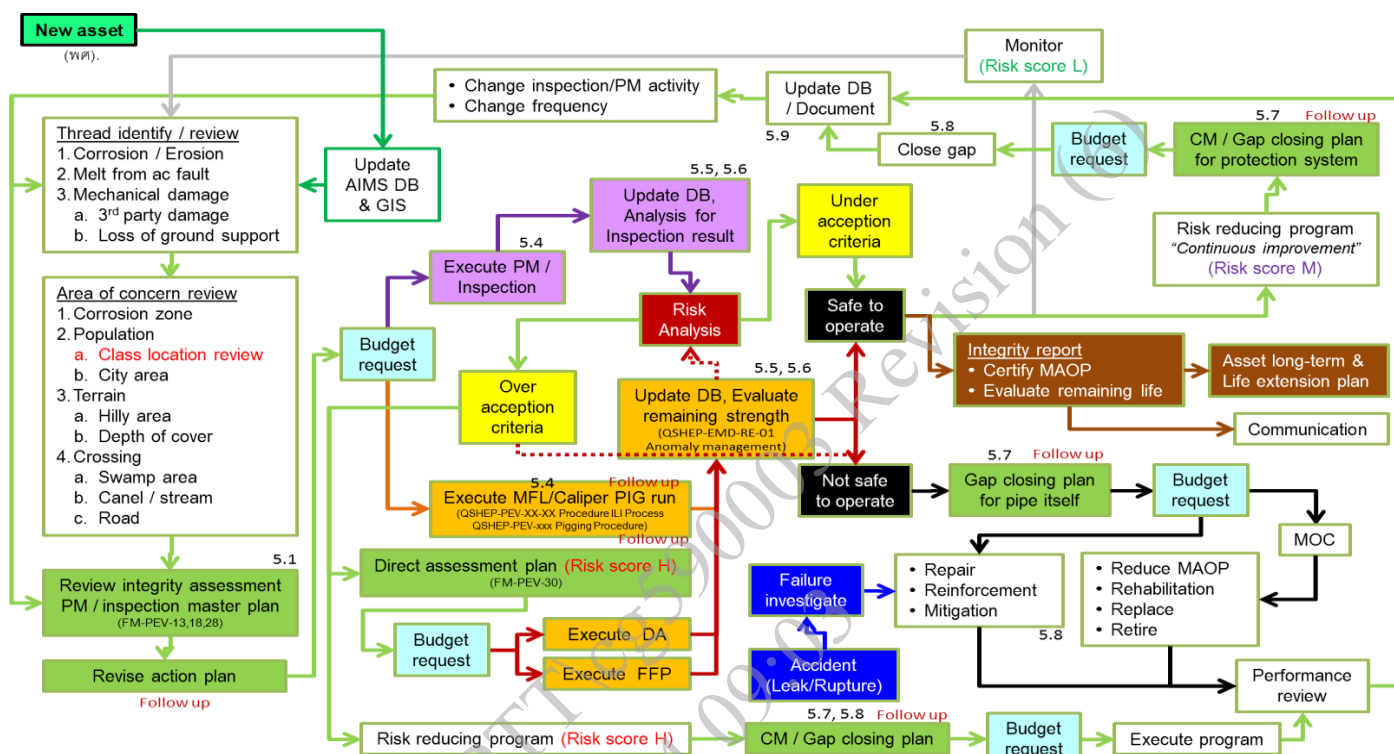 New asset
(พศ).
Monitor
(Risk score L)
• Change inspection/PM activity
• Change frequency
Update DB
/ Document
5.9
5.8
Close gap
Budget
request
5.7
Follow up
CM / Gap closing plan
for protection system
Thread identify / review
1. Corrosion / Erosion
2. Melt from ac fault
3. Mechanical damage
a. 3rd party damage
b. Loss of ground support
Update
AIMS DB
& GIS
5.5, 5.6
Update DB,
Analysis for
Inspection result
Under
acception
criteria
Risk reducing program
"Continuous improvement"
(Risk score M)
5.4
Execute PM /
Inspection
Area of concern review
1. Corrosion zone
2. Population
a. Class location review
b. City area
3. Terrain
a. Hilly area
b. Depth of cover
4. Crossing
a. Swamp area
b. Canel / stream
c. Road
Budget
request
Risk
Analysis
Safe to
operate
Over
acception
criteria
5.5, 5.6
Update DB, Evaluate
remaining strength
(QSHEP-EMD-RE-01
Anomaly management)
Integrity report
• Certify MAOP
• Evaluate remaining life
Asset long-term &
Life extension plan
Communication
Not safe
to operate
5.7
Follow up
Gap closing plan
for pipe itself
Budget
request
MOC
5.4
Follow up
Execute MFL/Caliper PIG run
(QSHEP-PEV-XX-XX Procedure ILI Process
QSHEP-PEV-xxx Pigging Procedure)
Follow up
Direct assessment plan (Risk score H)
(FM-PEV-30)
5.1
Review integrity assessment
PM / inspection master plan
(FM-PEV-13,18,28)
Revise action plan
Follow up
Budget
request
Execute DA
Execute FFP
Failure
investigate
Accident
(Leak/Rupture)
• Repair
• Reinforcement
• Mitigation
• Reduce MAOP
• Rehabilitation
• Replace
• Retire
5.8
Performance
review
Risk reducing program (Risk score H)
5.7, 5.8
Follow up
CM / Gap closing plan
Budget
request
Execute program
PTT cg590003 Revision (6)
09:03